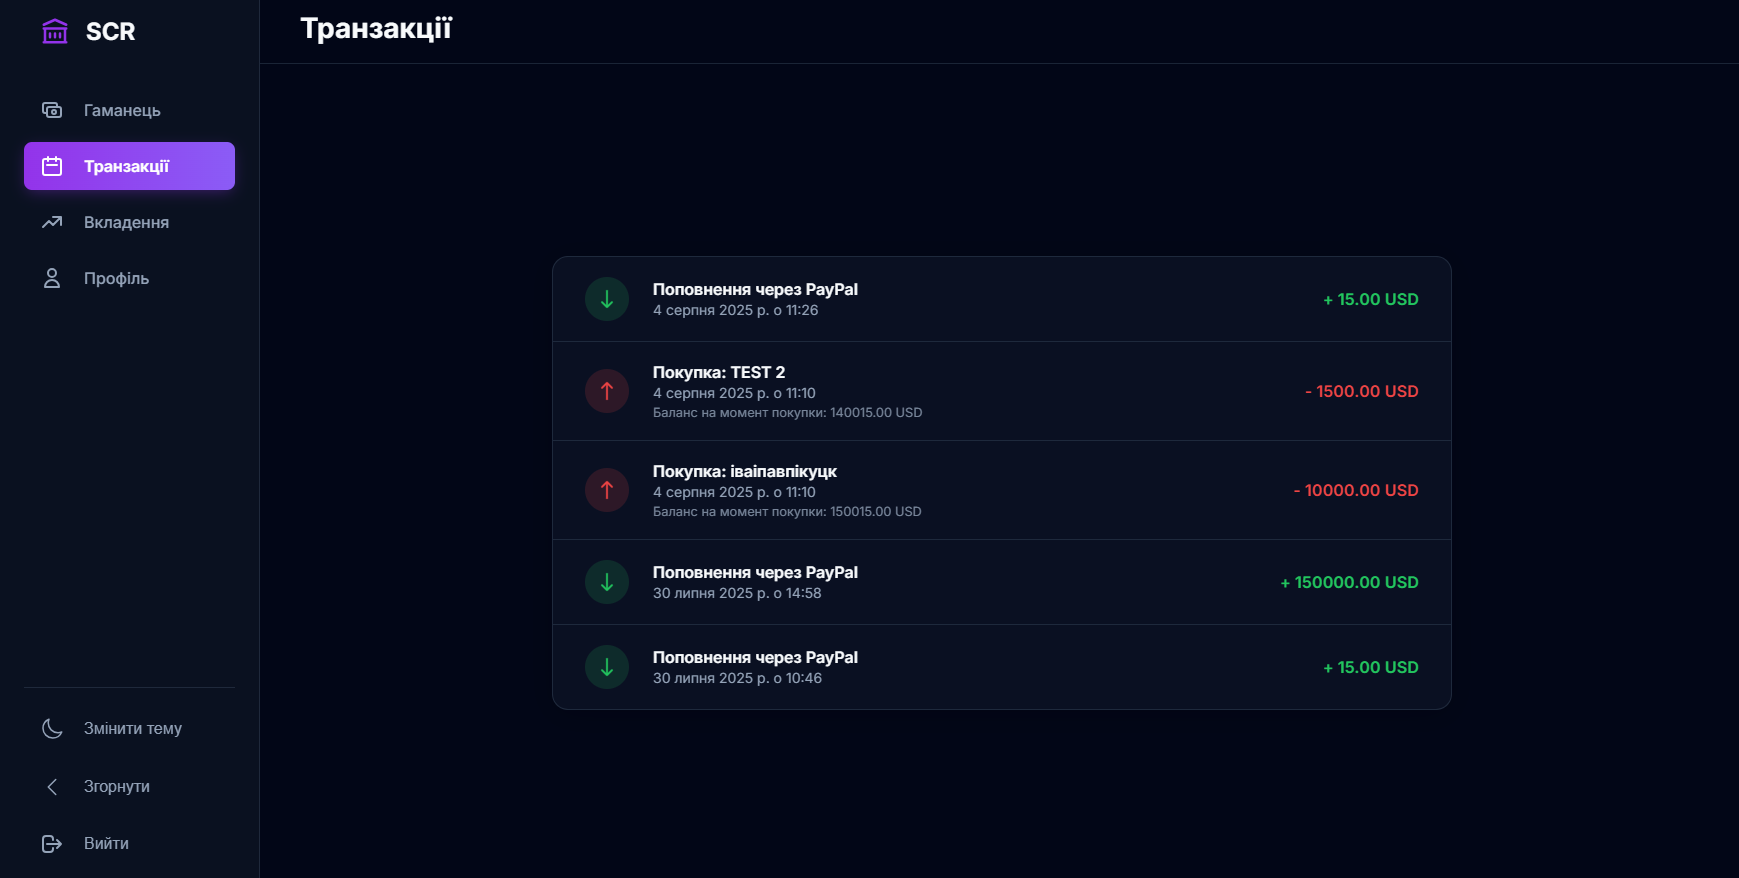 SCR
Транзакції
Гаманець
Транзакції
Вкладення
Профіль
Поповнення через PayPal
4 серпня 2025 р. о 11:26
+ 15.00 USD
Покупка: TEST 2
4 серпня 2025 р. о 11:10
Баланс на момент покупки: 140015.00 USD
- 1500.00 USD
Покупка: іваіпавпікуцк
4 серпня 2025 р. о 11:10
Баланс на момент покупки: 150015.00 USD
- 10000.00 USD
Поповнення через PayPal
30 липня 2025 р. о 14:58
+ 150000.00 USD
Поповнення через PayPal
30 липня 2025 р. о 10:46
+ 15.00 USD
Змінити тему
Згорнути
Вийти